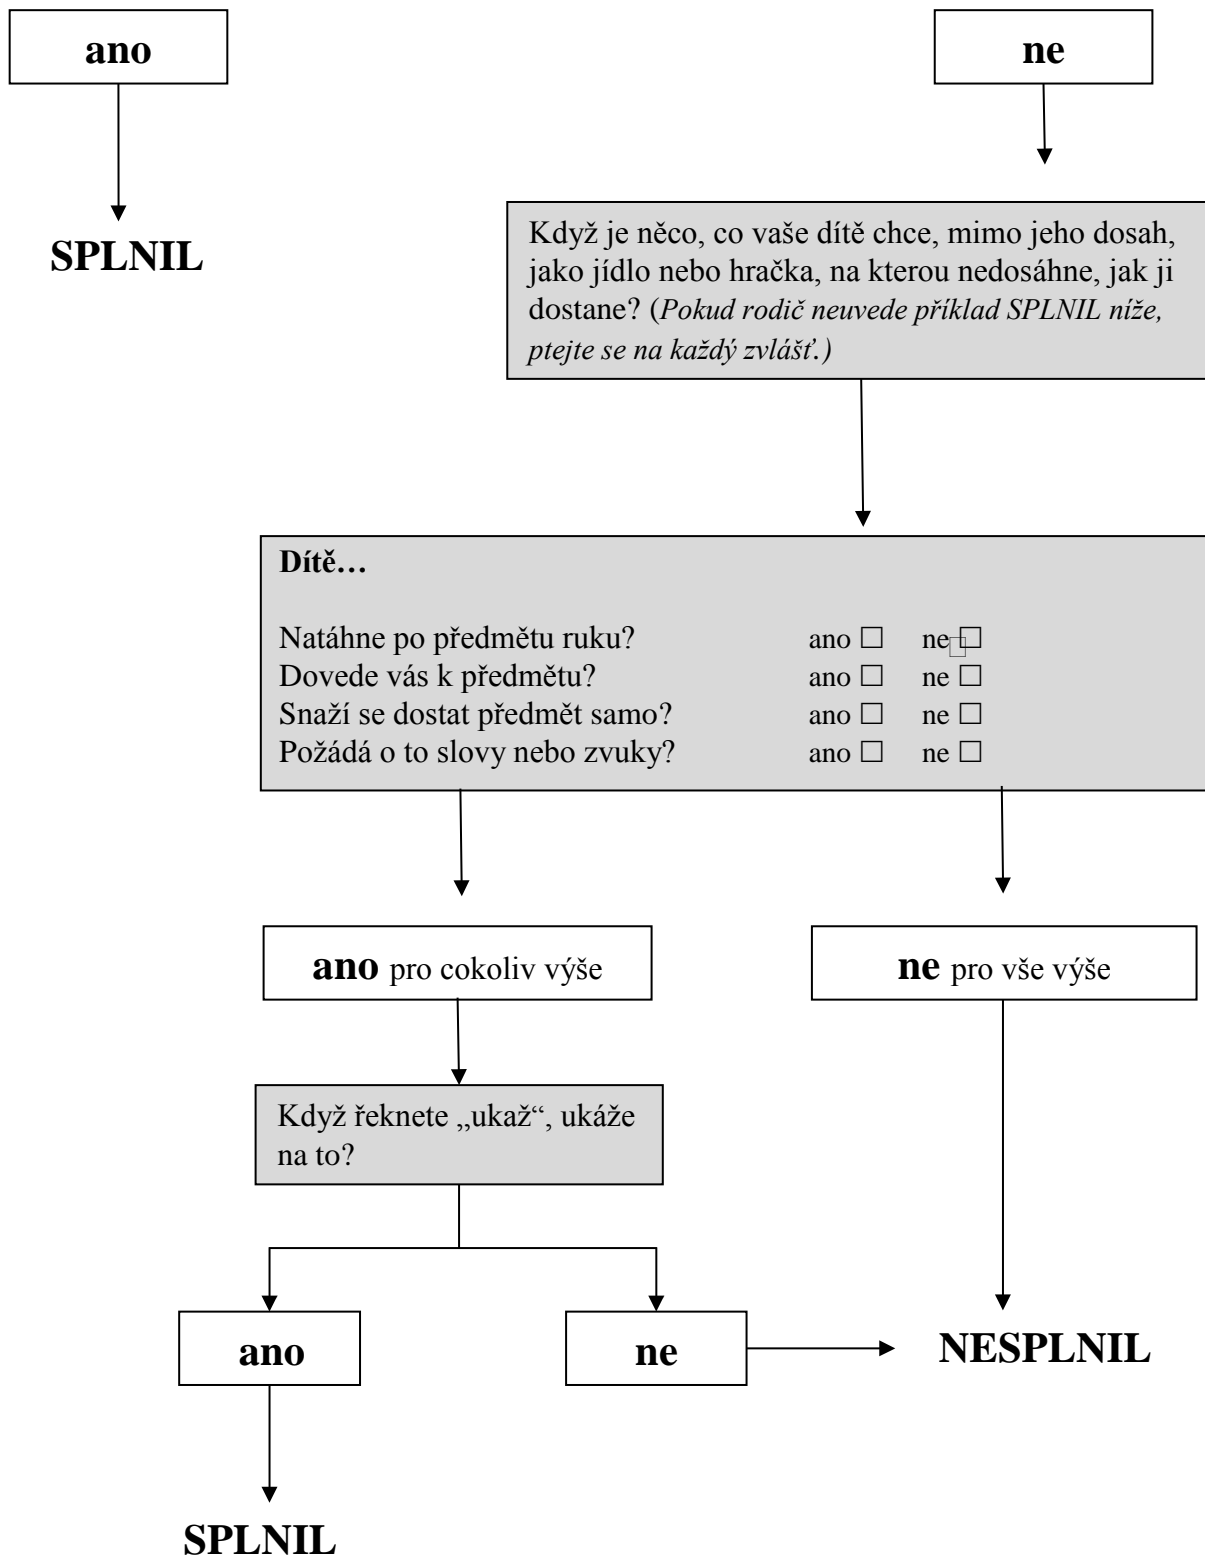 ano
ne
SPLNIL
Když je něco, co vaše dítě chce, mimo jeho dosah,
jako jídlo nebo hračka, na kterou nedosáhne, jak ji
dostane? (Pokud rodič neuvede příklad SPLNIL níže,
ptejte se na každý zvlášť.)
Dítě…
Natáhne po předmětu ruku? ano ☐ ne ☐
Dovede vás k předmětu? ano ☐ ne ☐
Snaží se dostat předmět samo? ano ☐ ne ☐
Požádá o to slovy nebo zvuky? ano ☐ ne ☐
ano pro cokoliv výše
ne pro vše výše
Když řeknete „ukaž“, ukáže
na to?
ano
ne
NESPLNIL
SPLNIL